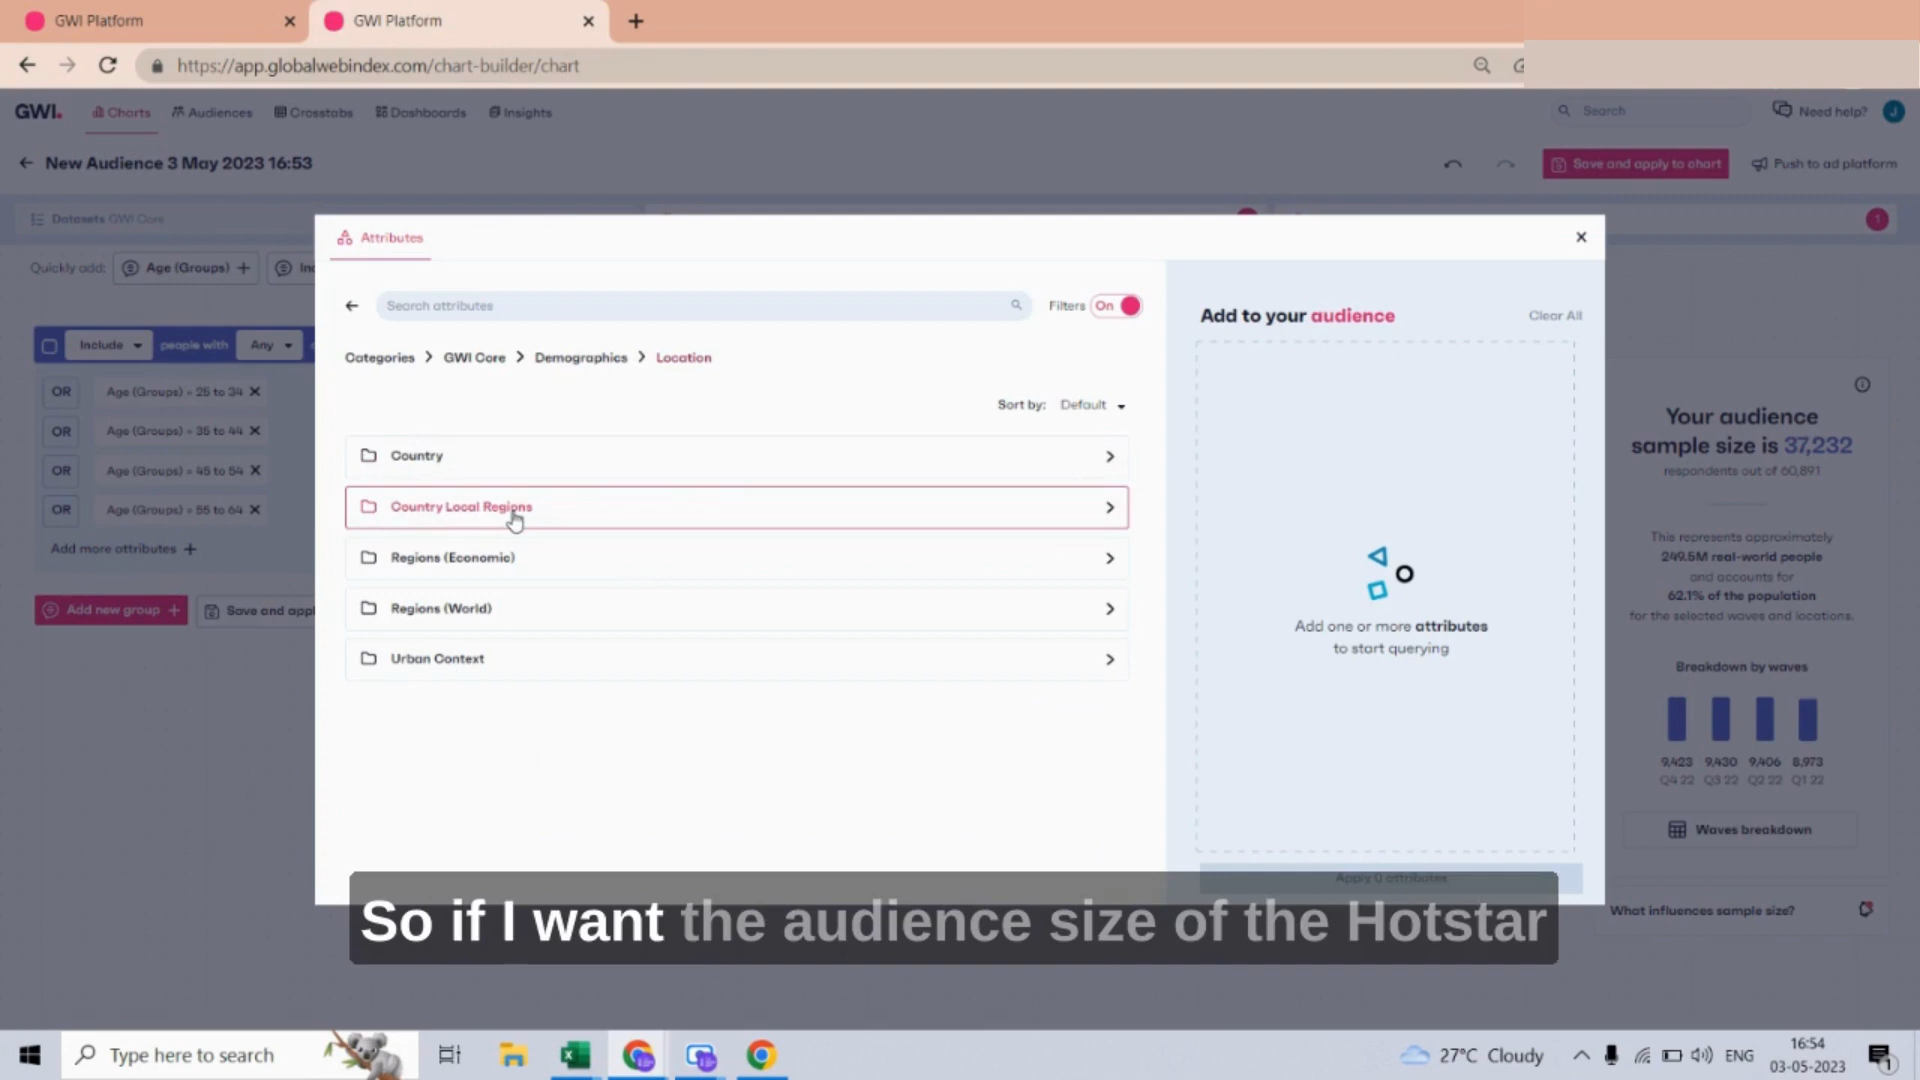 GWI Platform
GWI Platform
https://app.globalwebindex.com/chart-builder/chart
GWI.
Charts
Audiences
Crosstabs
Dashboards
Insights
Search
Need help?
J
New Audience 3 May 2023 16:53
Save and apply to chart
Push to ad platform
Datasets GWI Core
1
Quickly add:
Age (Groups) +
Attributes
Search attributes
Filters On
Categories > GWI Core > Demographics > Location
Sort by: Default
Country
Country Local Regions
Regions (Economic)
Regions (World)
Urban Context
Add to your audience
Clear All
Add one or more attributes
to start querying
Apply 0 attributes
Include
people with
Any
OR
Age (Groups) = 25 to 34
OR
Age (Groups) = 35 to 44
OR
Age (Groups) = 45 to 54
OR
Age (Groups) = 55 to 64
Add more attributes +
Add new group +
Save and appl
Your audience
sample size is 37,232
respondents out of 60,891
This represents approximately
249.5M real-world people
and accounts for
62.1% of the population
for the selected waves and locations.
Breakdown by waves
9,423 9,430 9,406 8,973
Q4 22 Q3 22 Q2 22 Q1 22
Waves breakdown
What influences sample size?
So if I want the audience size of the Hotstar
Type here to search
27°C Cloudy
ENG
16:54
03-05-2023
1